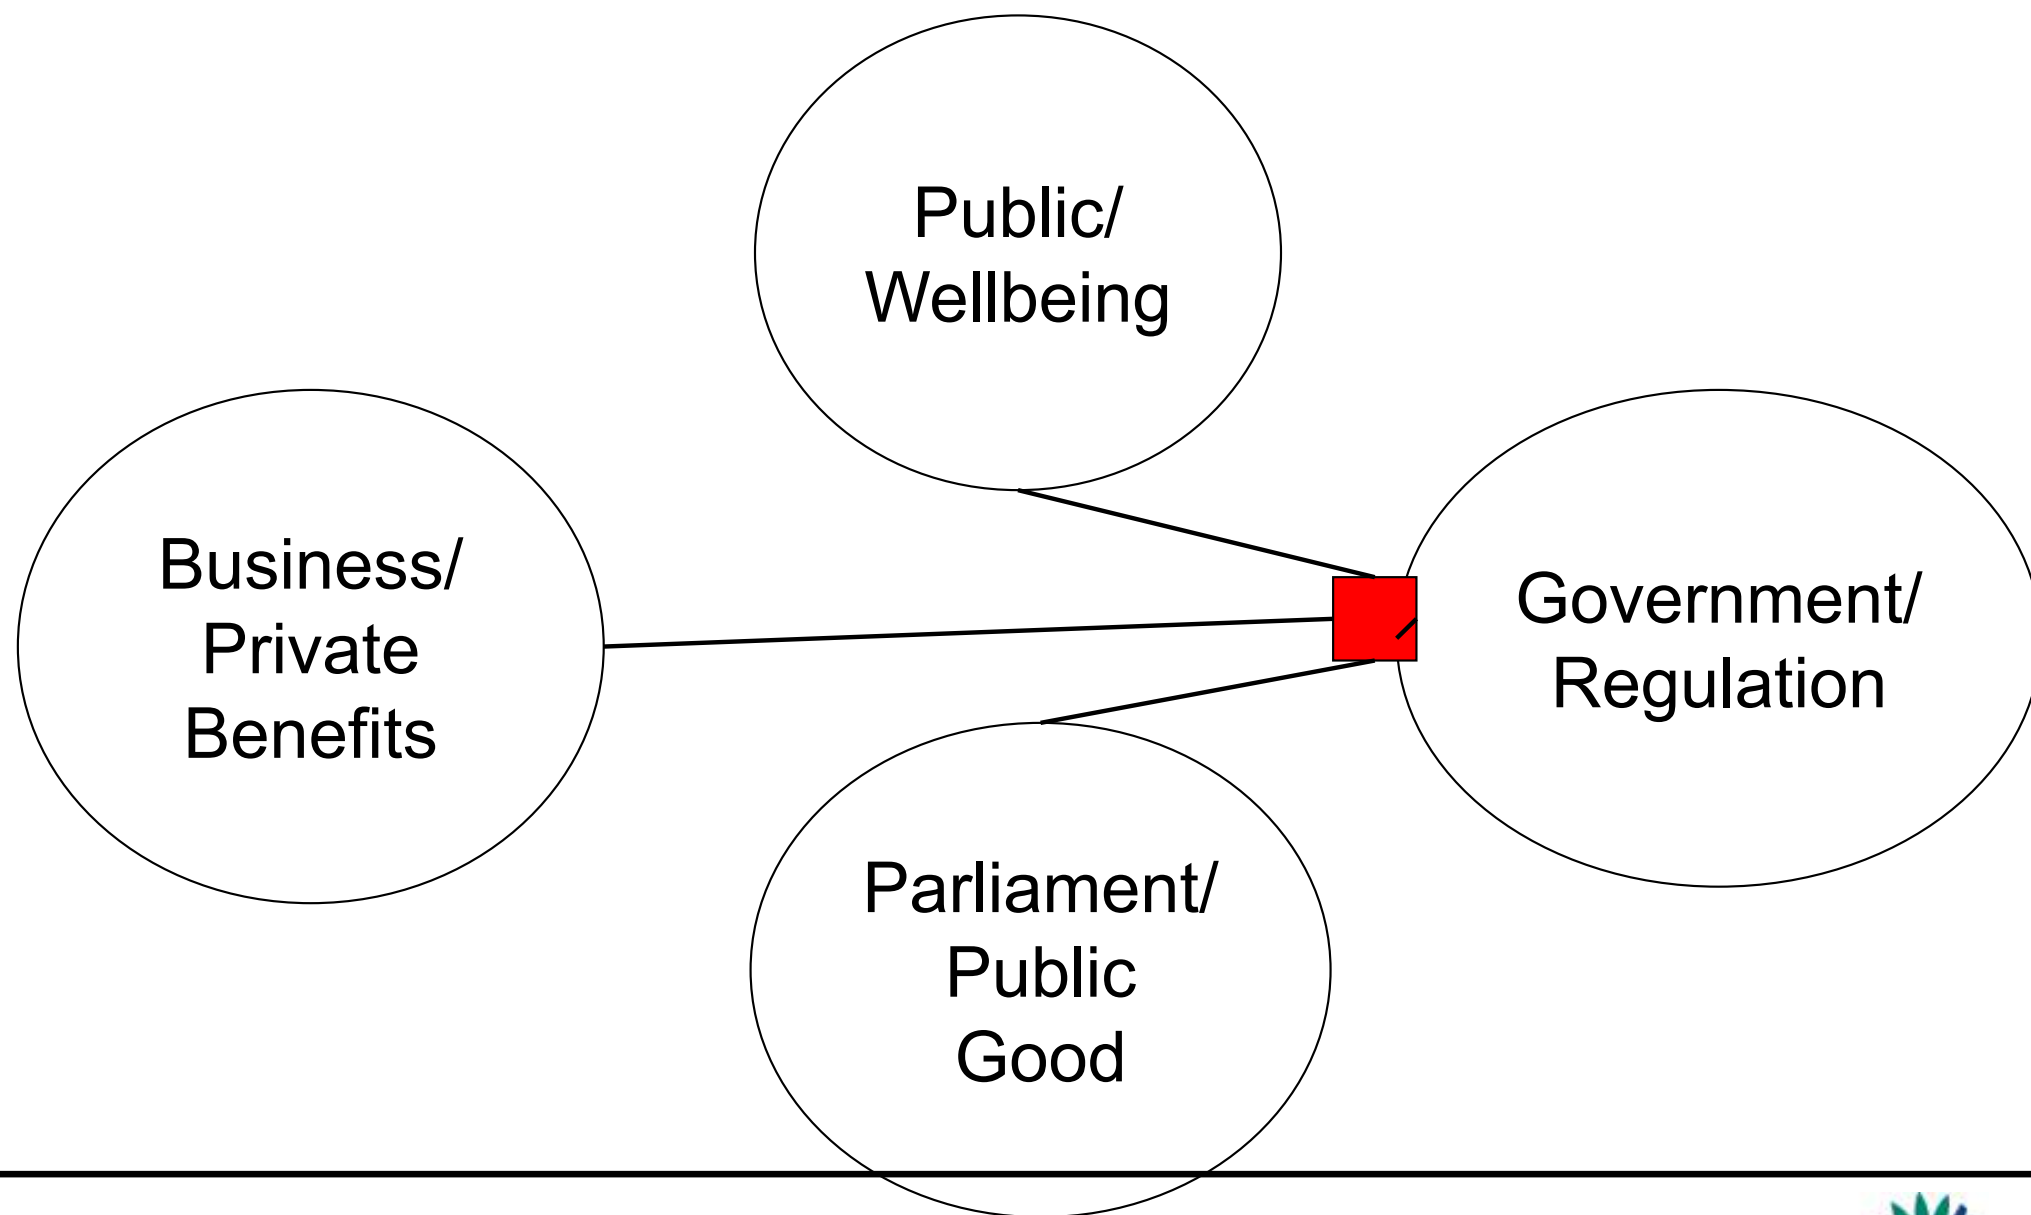 Public/
Wellbeing
Business/
Private
Benefits
Government/
Regulation
Parliament/
Public
Good